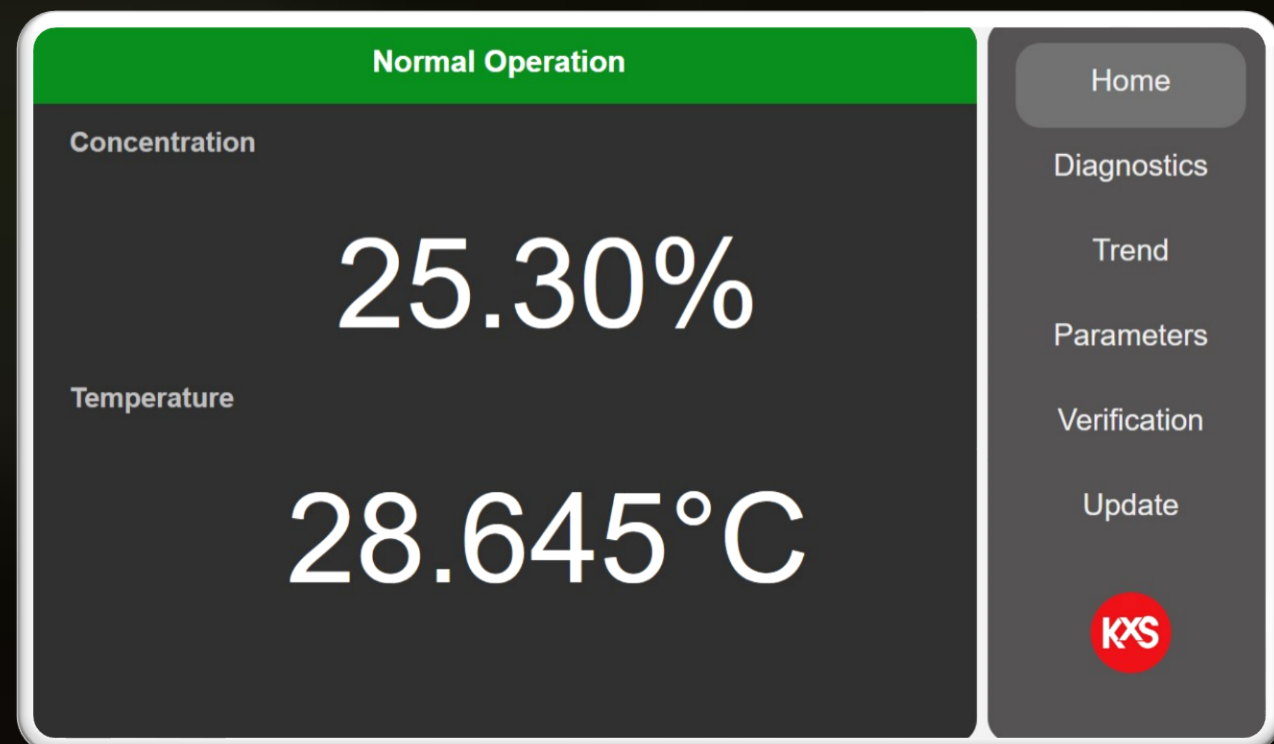 Normal Operation
Concentration
25.30%
Temperature
28.645°C
Home
Diagnostics
Trend
Parameters
Verification
Update
KXS